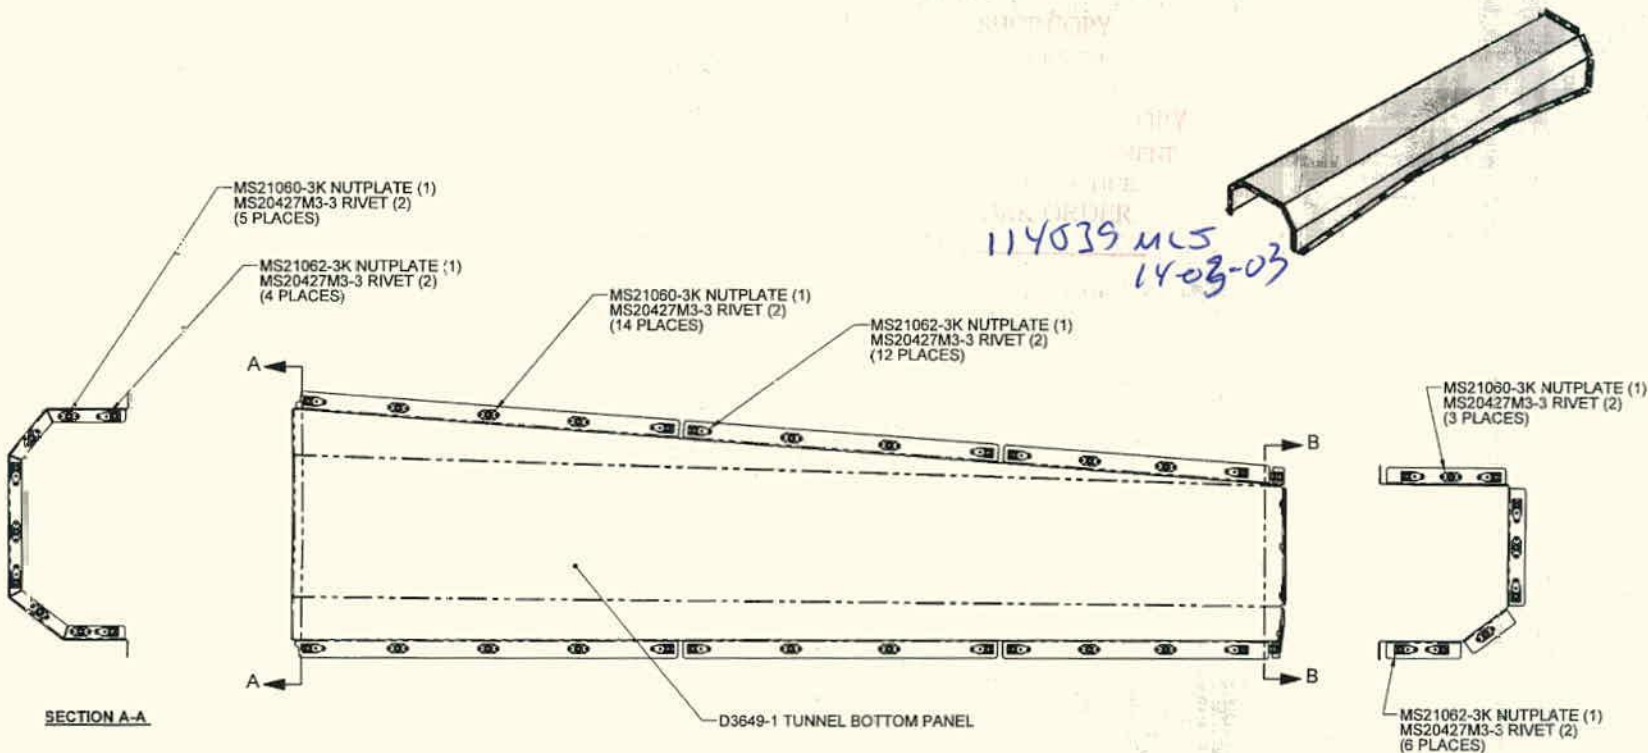 MS21060-3K NUTPLATE (1)
MS20427M3-3 RIVET (2)
(5 PLACES)
MS21062-3K NUTPLATE (1)
MS20427M3-3 RIVET (2)
(4 PLACES)
MS21060-3K NUTPLATE (1)
MS20427M3-3 RIVET (2)
(14 PLACES)
MS21062-3K NUTPLATE (1)
MS20427M3-3 RIVET (2)
(12 PLACES)
ORDER
114039 MLJ
14-03-03
MS21060-3K NUTPLATE (1)
MS20427M3-3 RIVET (2)
(3 PLACES)
A
B
A
B
SECTION A-A
D3649-1 TUNNEL BOTTOM PANEL
MS21062-3K NUTPLATE (1)
MS20427M3-3 RIVET (2)
(6 PLACES)